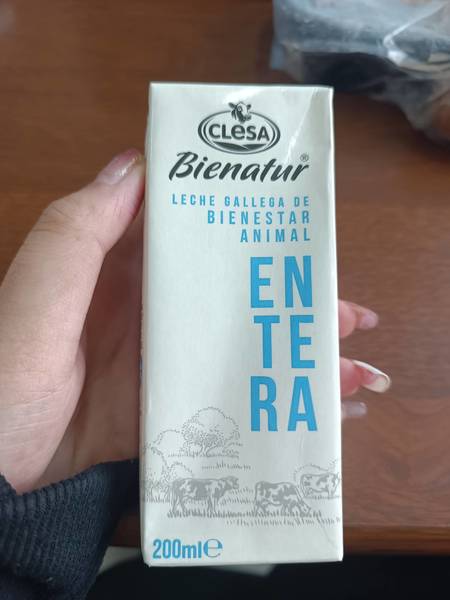 CLESA
Bienatur®
LECHE GALLEGA DE
BIENESTAR
ANIMAL
EN
TE
RA
200ml℮